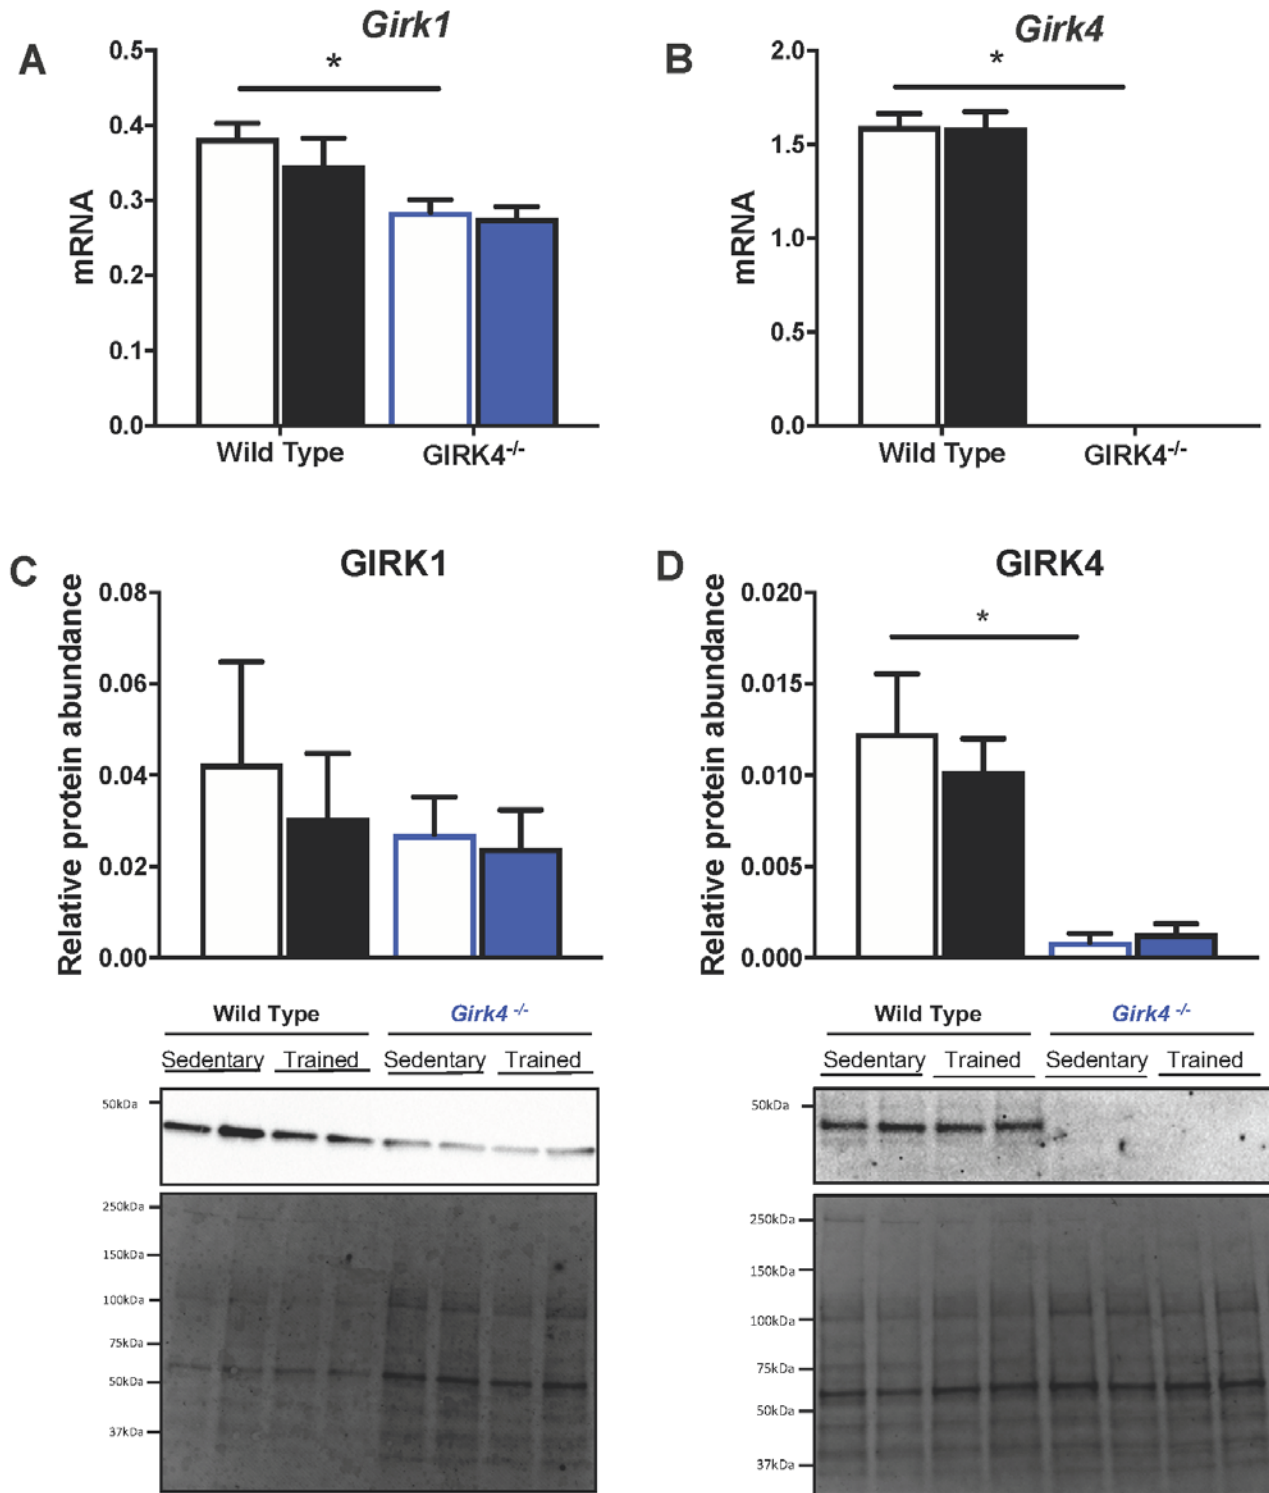 A
Girk1
*
mRNA
0.5
0.4
0.3
0.2
0.1
0.0
Wild Type
GIRK4-/-
B
Girk4
*
mRNA
2.0
1.5
1.0
0.5
0.0
Wild Type
GIRK4-/-
C
GIRK1
Relative protein abundance
0.08
0.06
0.04
0.02
0.00
Wild Type
Girk4 -/-
Sedentary
Trained
Sedentary
Trained
50kDa
250kDa
150kDa
100kDa
75kDa
50kDa
37kDa
D
GIRK4
*
Relative protein abundance
0.020
0.015
0.010
0.005
0.000
Wild Type
Girk4 -/-
Sedentary
Trained
Sedentary
Trained
50kDa
250kDa
150kDa
100kDa
75kDa
50kDa
37kDa